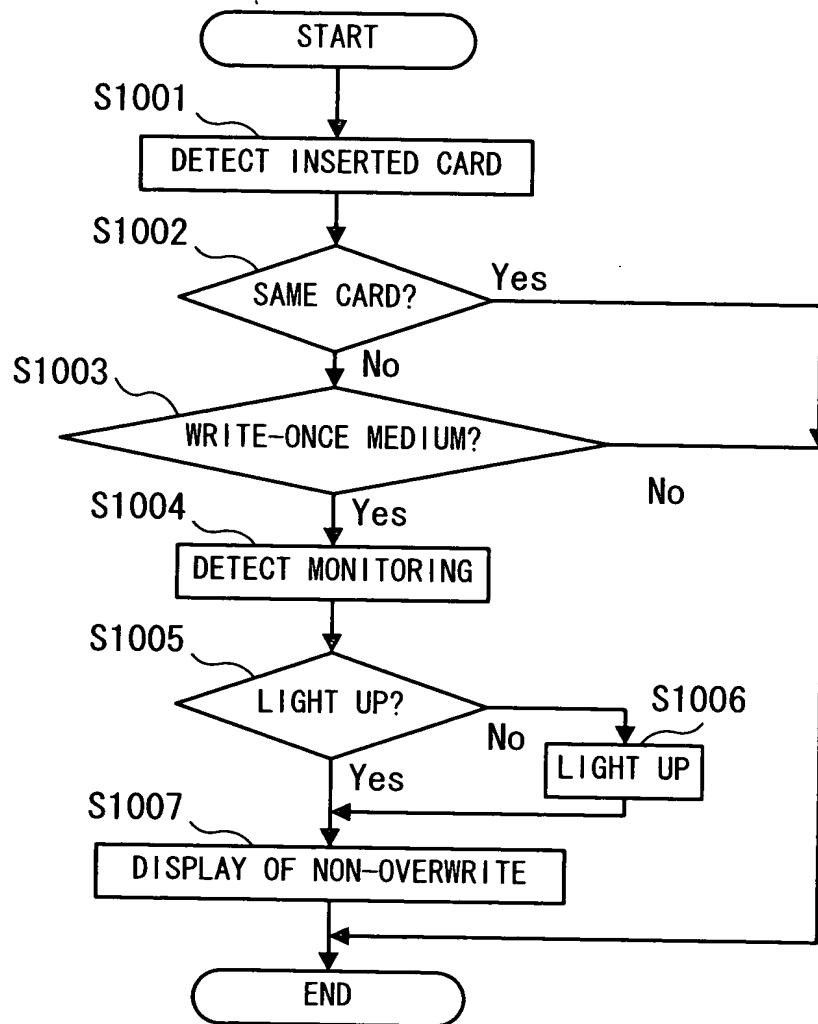 START
S1001
DETECT INSERTED CARD
S1002
SAME CARD?
Yes
No
S1003
WRITE-ONCE MEDIUM?
No
Yes
S1004
DETECT MONITORING
S1005
LIGHT UP?
No
S1006
LIGHT UP
Yes
S1007
DISPLAY OF NON-OVERWRITE
END